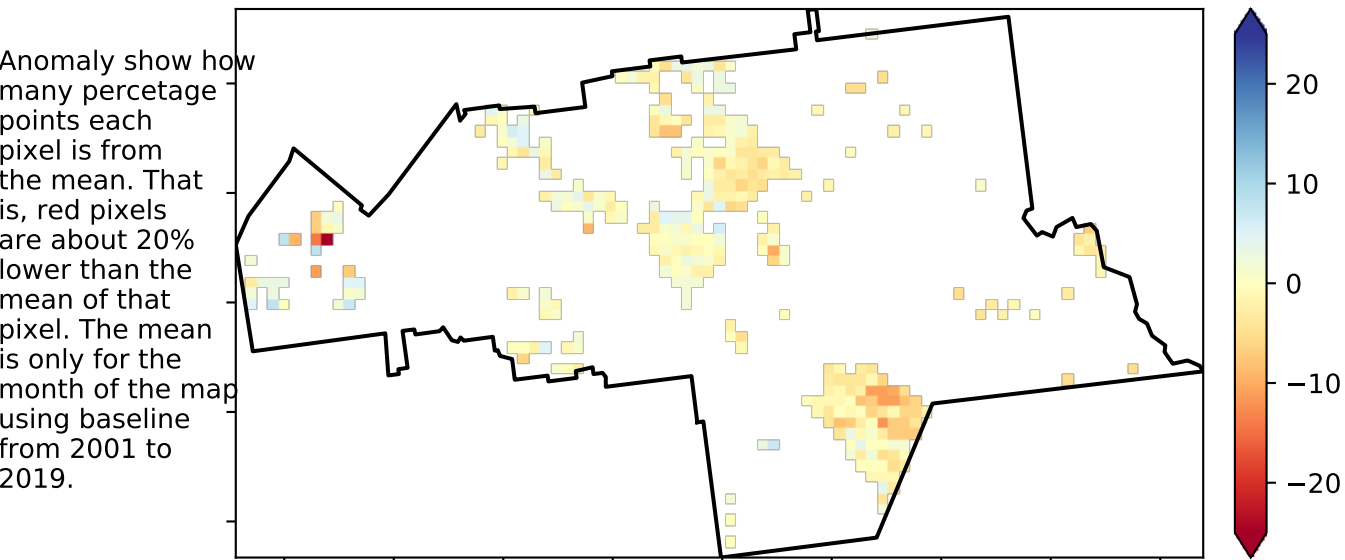 Anomaly show how
many percetage
points each
pixel is from
the mean. That
is, red pixels
are about 20%
lower than the
mean of that
pixel. The mean
is only for the
month of the map
using baseline
from 2001 to
2019.
20
10
0
−10
−20